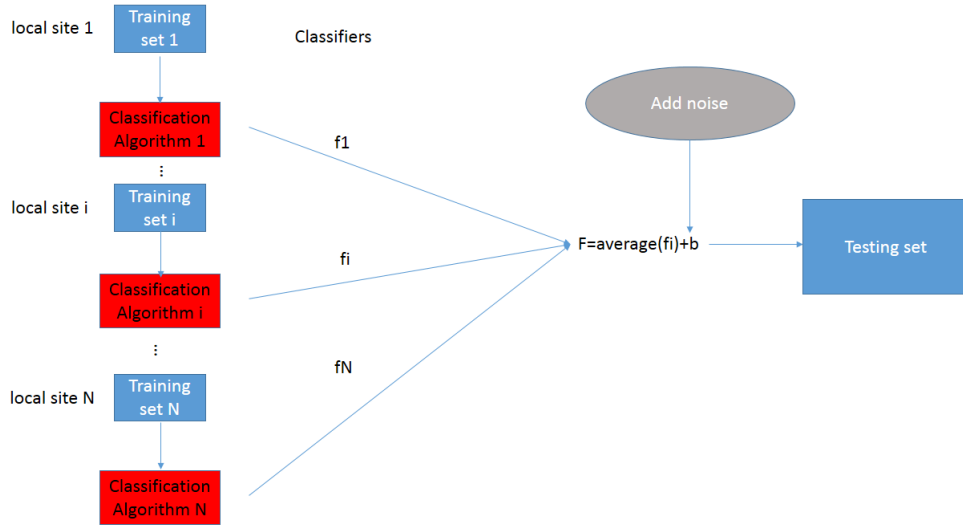 local site 1
Training
set 1
Classifiers
Classification
Algorithm 1
Add noise
f1
...
local site i
Training
set i
fi
F=average(fi)+b
Testing set
Classification
Algorithm i
...
fN
local site N
Training
set N
Classification
Algorithm N